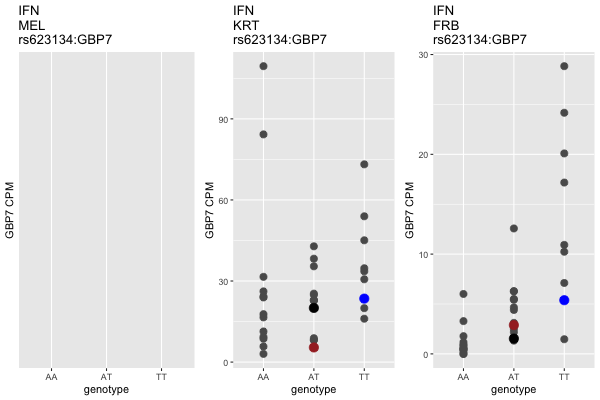 IFN
MEL
rs623134:GBP7
GBP7 CPM
AA AT TT
genotype
IFN
KRT
rs623134:GBP7
GBP7 CPM
90
60
30
0
AA AT TT
genotype
IFN
FRB
rs623134:GBP7
GBP7 CPM
30
20
10
0
AA AT TT
genotype